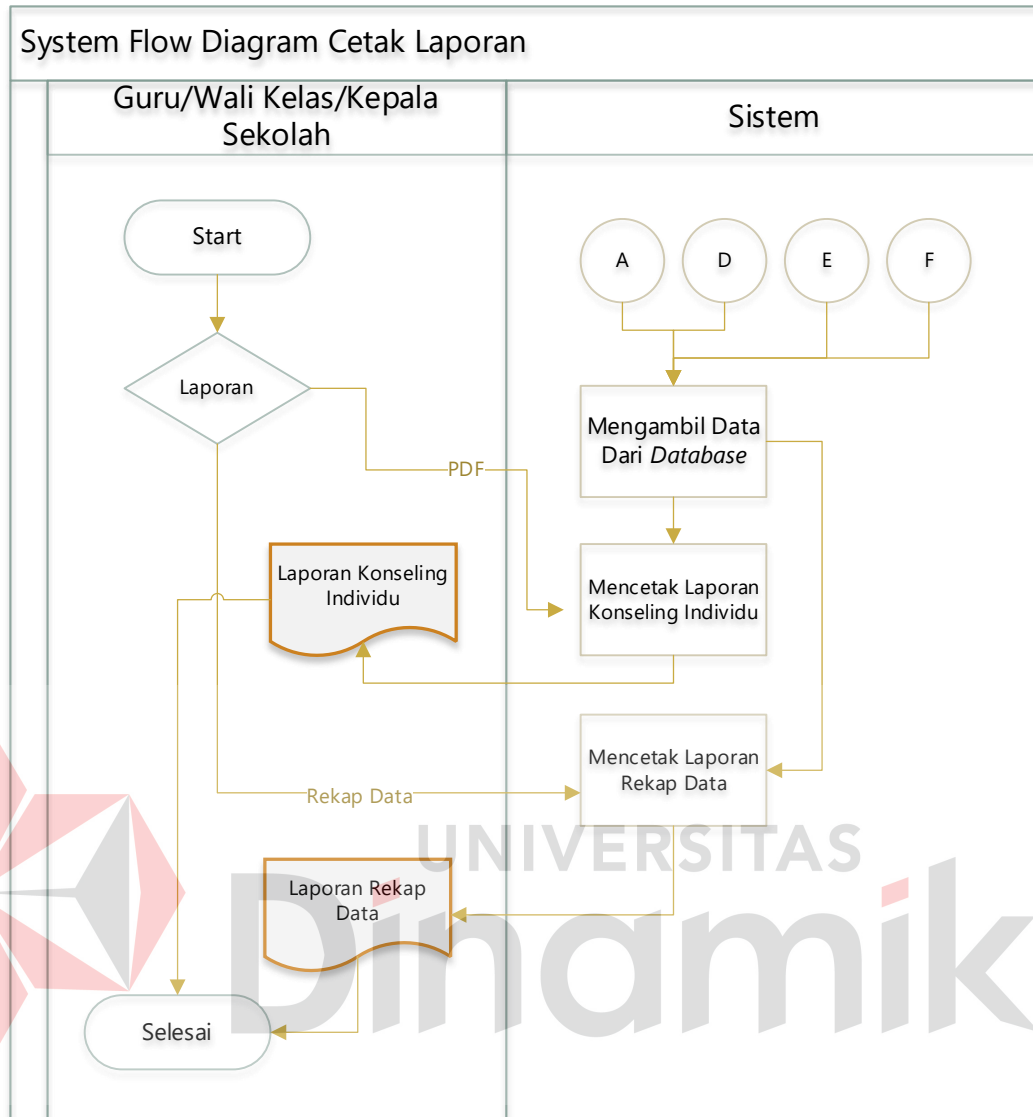 System Flow Diagram Cetak Laporan
Guru/Wali Kelas/Kepala
Sekolah
Sistem
Start
A
D
E
F
Laporan
Mengambil Data
Dari Database
PDF
Laporan Konseling
Individu
Mencetak Laporan
Konseling Individu
Mencetak Laporan
Rekap Data
Rekap Data
UNIVERSITAS
Dinamik
Laporan Rekap
Data
Selesai